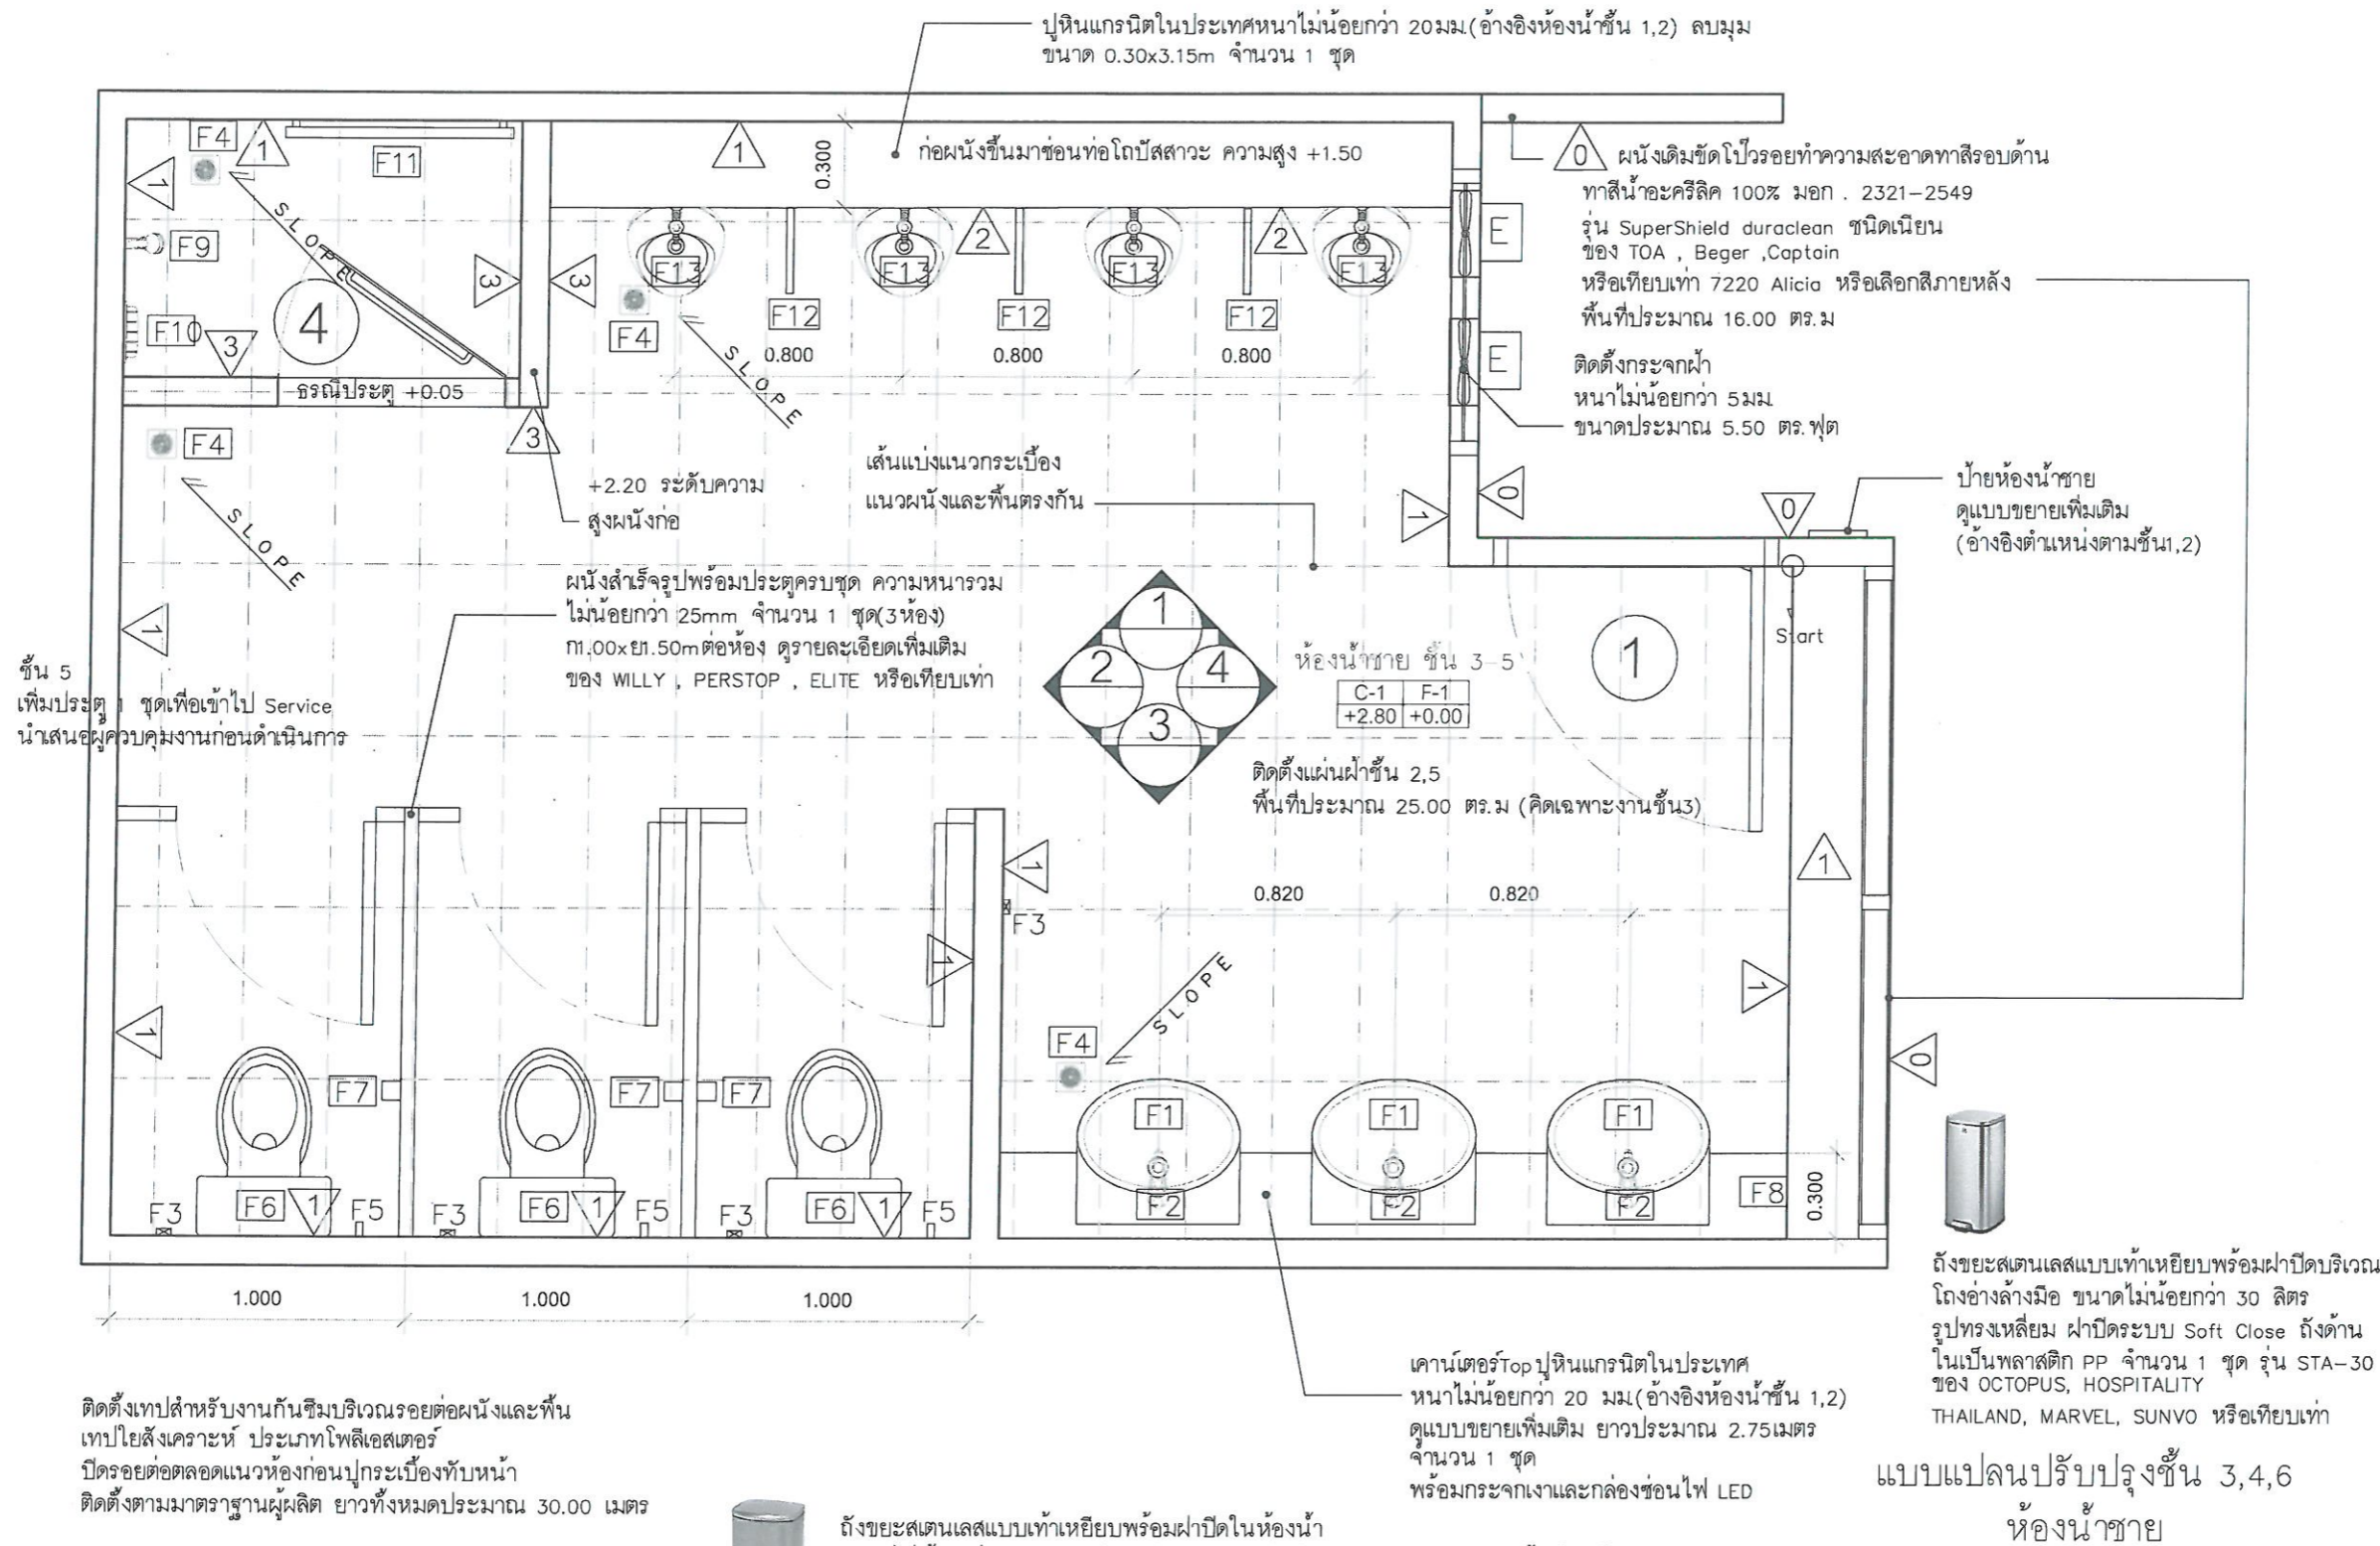 ปูหินแกรนิตในประเทศหนาไม่น้อยกว่า 20มม.(อ้างอิงห้องน้ำชั้น 1,2) ลบมุม
ขนาด 0.30x3.15m จำนวน 1 ชุด
F4
1
F11
1
0.300
ก่อผนังขึ้นมาซ่อนท่อโถปัสสาวะ ความสูง +1.50
0
ผนังเดิมขัดโป๊วรอยทำความสะอาดทาสีรอบด้าน
ทาสีน้ำอะครีลิค 100% มอก . 2321-2549
รุ่น SuperShield duraclean ชนิดเนียน
ของ TOA , Beger ,Captain
หรือเทียบเท่า 7220 Alicia หรือเลือกสีภายหลัง
พื้นที่ประมาณ 16.00 ตร.ม
1
SLOPE
F9
F10
3
4
3
3
F13
F13
F13
F13
2
2
E
E
F4
F12
F12
F12
0.800
0.800
0.800
SLOPE
ธรณีประตู +0.05
ติดตั้งกระจกฝ้า
หนาไม่น้อยกว่า 5มม.
ขนาดประมาณ 5.50 ตร.ฟุต
F4
3
SLOPE
+2.20 ระดับความ
สูงผนังก่อ
เส้นแบ่งแนวกระเบื้อง
แนวผนังและพื้นตรงกัน
1
0
0
ป้ายห้องน้ำชาย
ดูแบบขยายเพิ่มเติม
(อ้างอิงตำแหน่งตามชั้น1,2)
ผนังสำเร็จรูปพร้อมประตูครบชุด ความหนารวม
ไม่น้อยกว่า 25mm จำนวน 1 ชุด(3ห้อง)
ก1.00xย1.50mต่อห้อง ดูรายละเอียดเพิ่มเติม
ของ WILLY , PERSTOP , ELITE หรือเทียบเท่า
1
ชั้น 5
เพิ่มประตู 1 ชุดเพื่อเข้าไป Service
นำเสนอผู้ควบคุมงานก่อนดำเนินการ
1
2
4
3
ห้องน้ำชาย ชั้น 3-5
C-1 F-1
+2.80 +0.00
1
Start
ติดตั้งแผ่นฝ้าชั้น 2,5
พื้นที่ประมาณ 25.00 ตร.ม (คิดเฉพาะงานชั้น3)
1
1
F3
0.820
0.820
1
1
1
SLOPE
F4
0
F7
F7
F7
F1
F1
F1
F3
F6
1
F5
F3
F6
1
F5
F3
F6
1
F5
F2
F2
F2
F8
0.300
1.000
1.000
1.000
ถังขยะสเตนเลสแบบเท้าเหยียบพร้อมฝาปิดบริเวณ
โถงอ่างล้างมือ ขนาดไม่น้อยกว่า 30 ลิตร
รูปทรงเหลี่ยม ฝาปิดระบบ Soft Close ถังด้าน
ในเป็นพลาสติก PP จำนวน 1 ชุด รุ่น STA-30
ของ OCTOPUS, HOSPITALITY
THAILAND, MARVEL, SUNVO หรือเทียบเท่า
เคาน์เตอร์Topปูหินแกรนิตในประเทศ
หนาไม่น้อยกว่า 20 มม.(อ้างอิงห้องน้ำชั้น 1,2)
ดูแบบขยายเพิ่มเติม ยาวประมาณ 2.75เมตร
จำนวน 1 ชุด
พร้อมกระจกเงาและกล่องซ่อนไฟ LED
ติดตั้งเทปสำหรับงานกันซึมบริเวณรอยต่อผนังและพื้น
เทปใยสังเคราะห์ ประเภทโพลีเอสเตอร์
ปิดรอยต่อตลอดแนวห้องก่อนปูกระเบื้องทับหน้า
ติดตั้งตามมาตราฐานผู้ผลิต ยาวทั้งหมดประมาณ 30.00 เมตร
แบบแปลนปรับปรุงชั้น 3,4,6
ห้องน้ำชาย
ถังขยะสเตนเลสแบบเท้าเหยียบพร้อมฝาปิดในห้องน้ำ